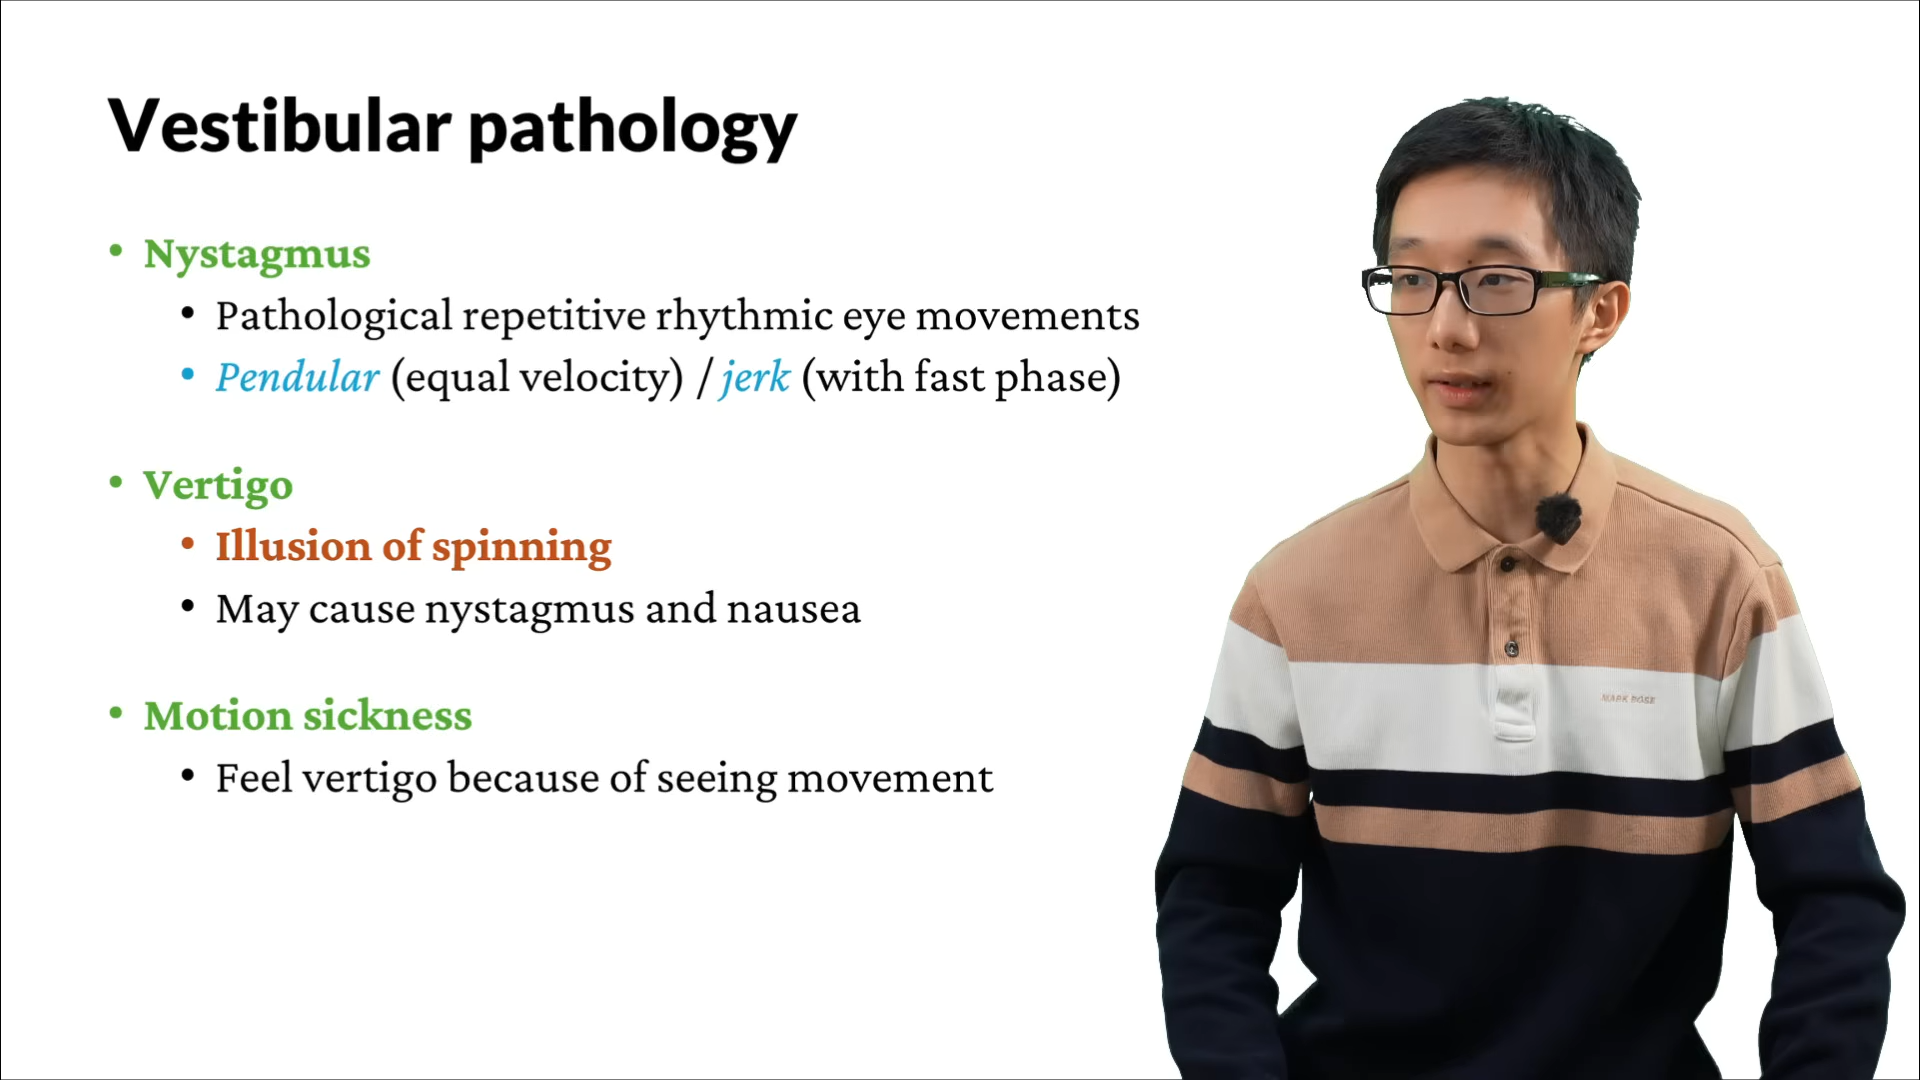 Vestibular pathology
• Nystagmus
• Pathological repetitive rhythmic eye movements
• Pendular (equal velocity) / jerk (with fast phase)
• Vertigo
• Illusion of spinning
• May cause nystagmus and nausea
• Motion sickness
• Feel vertigo because of seeing movement
MARK